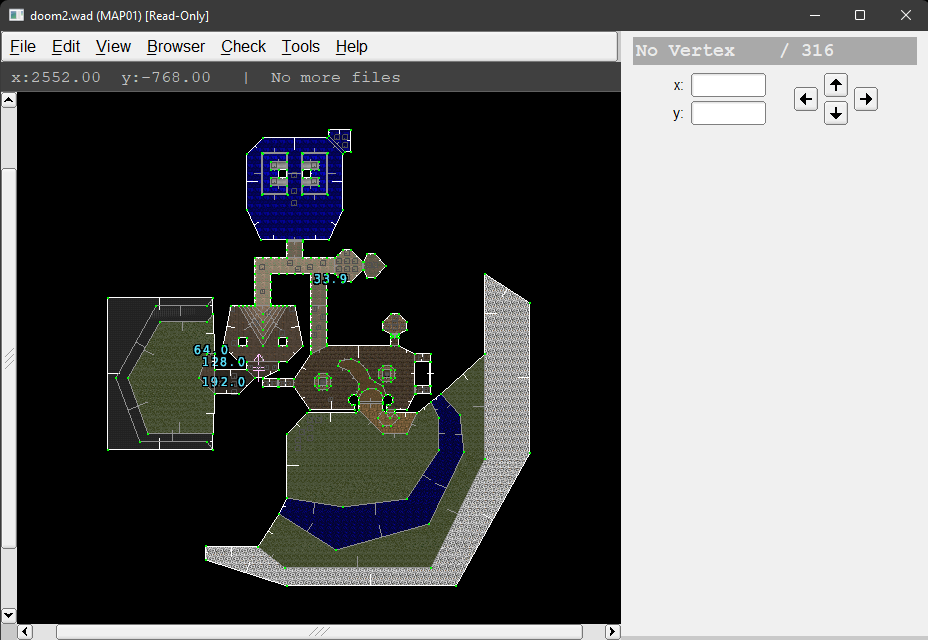 doom2.wad (MAP01) [Read-Only]
File Edit View Browser Check Tools Help
x:2552.00 y:-768.00 | No more files
No Vertex / 316
x:
y:
33.9
64.0
128.0
192.0